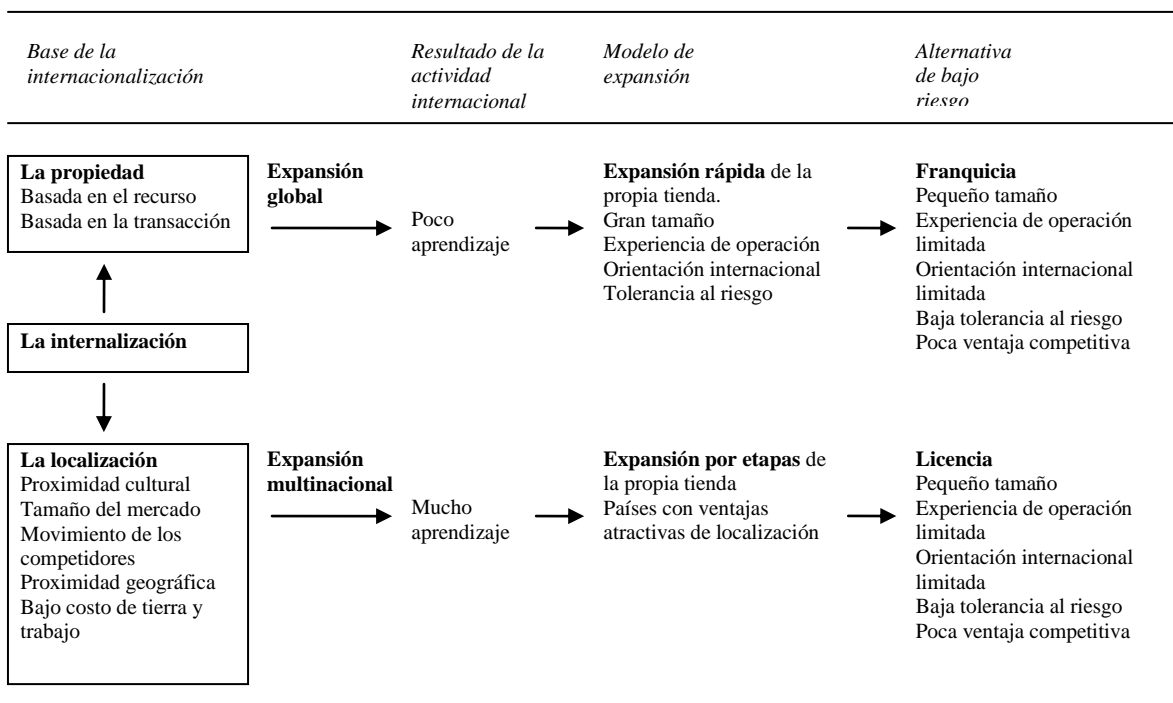 Base de la
internacionalización
Resultado de la
actividad
internacional
Modelo de
expansión
Alternativa
de bajo
riesgo
La propiedad
Basada en el recurso
Basada en la transacción
Expansión
global
Poco
aprendizaje
Expansión rápida de la
propia tienda.
Gran tamaño
Experiencia de operación
Orientación internacional
Tolerancia al riesgo
Franquicia
Pequeño tamaño
Experiencia de operación
limitada
Orientación internacional
limitada
Baja tolerancia al riesgo
Poca ventaja competitiva
La internalización
La localización
Proximidad cultural
Tamaño del mercado
Movimiento de los
competidores
Proximidad geográfica
Bajo costo de tierra y
trabajo
Expansión
multinacional
Mucho
aprendizaje
Expansión por etapas de
la propia tienda
Países con ventajas
atractivas de localización
Licencia
Pequeño tamaño
Experiencia de operación
limitada
Orientación internacional
limitada
Baja tolerancia al riesgo
Poca ventaja competitiva